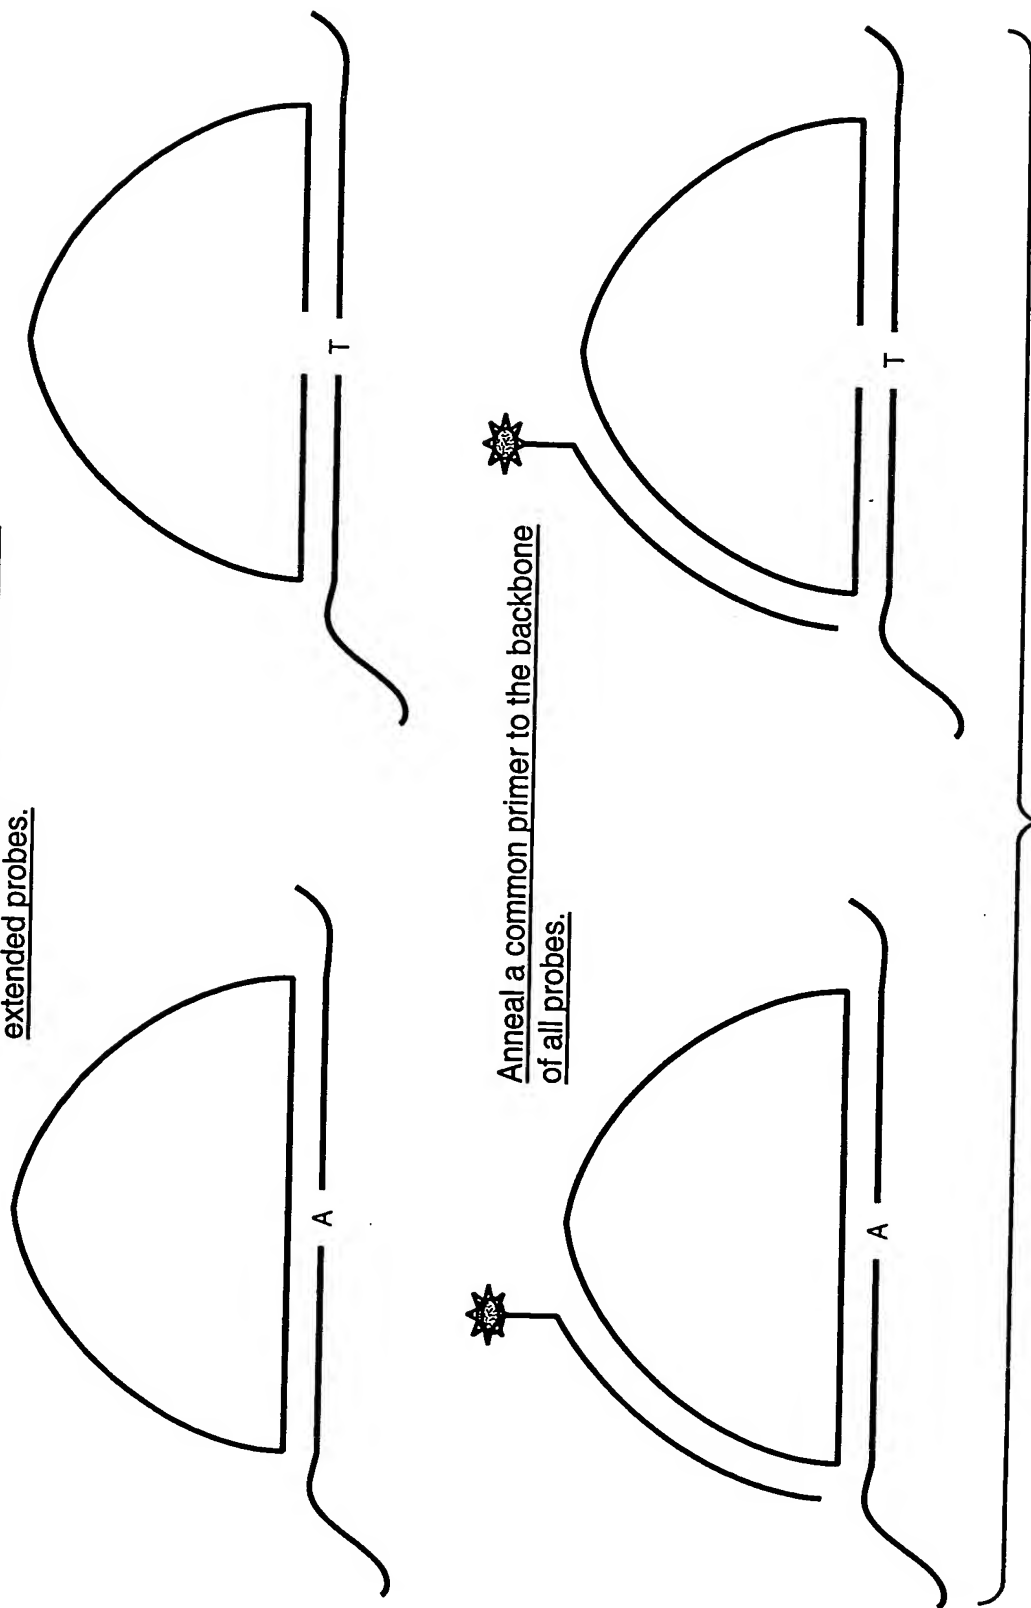 extended probes.
T
A
Anneal a common primer to the backbone
of all probes.
T
A